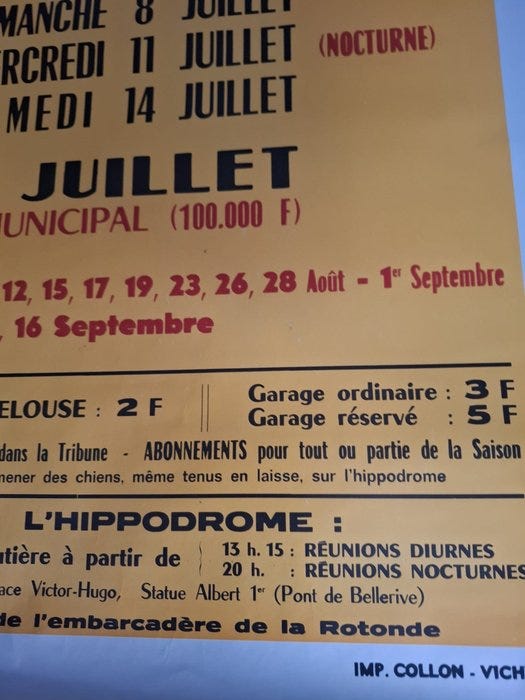 MANCHE 8 JUILLET
RCREDI 11 JUILLET (NOCTURNE)
MEDI 14 JUILLET
JUILLET
UNICIPAL (100.000 F)
12, 15, 17, 19, 23, 26, 28 Août - 1er Septembre
, 16 Septembre
ELOUSE : 2 F
Garage ordinaire : 3 F
Garage réservé : 5 F
dans la Tribune - ABONNEMENTS pour tout ou partie de la Saison
mener des chiens, même tenus en laisse, sur l'hippodrome
L'HIPPODROME :
utière à partir de
13 h. 15 : RÉUNIONS DIURNES
20 h. : RÉUNIONS NOCTURNES
ace Victor-Hugo, Statue Albert 1er (Pont de Bellerive)
de l'embarcadère de la Rotonde
IMP. COLLON - VICH